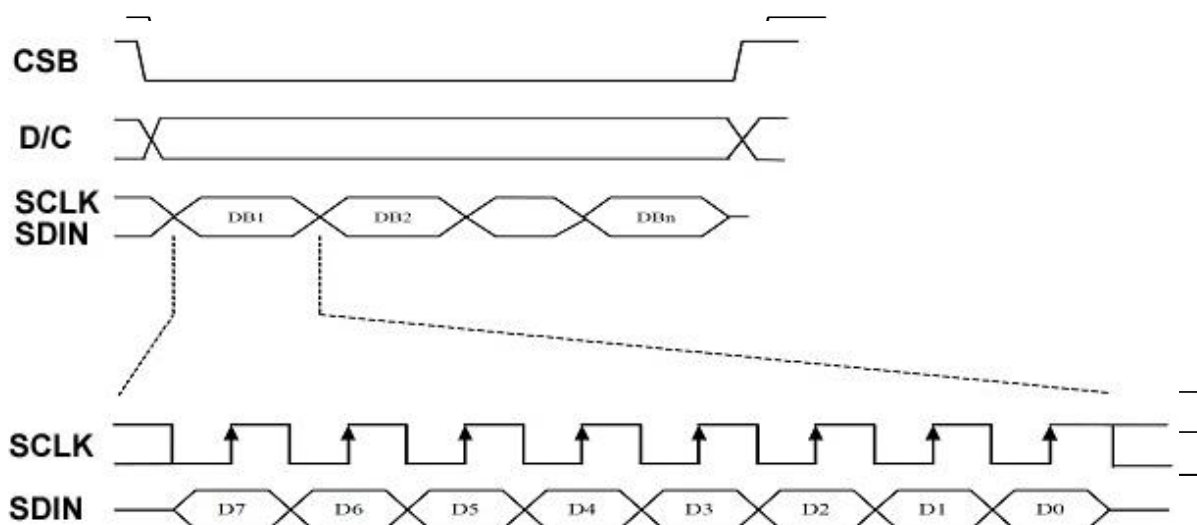 CSB
D/C
SCLK
SDIN
DB1 DB2 DBn
SCLK
SDIN D7 D6 D5 D4 D3 D2 D1 D0